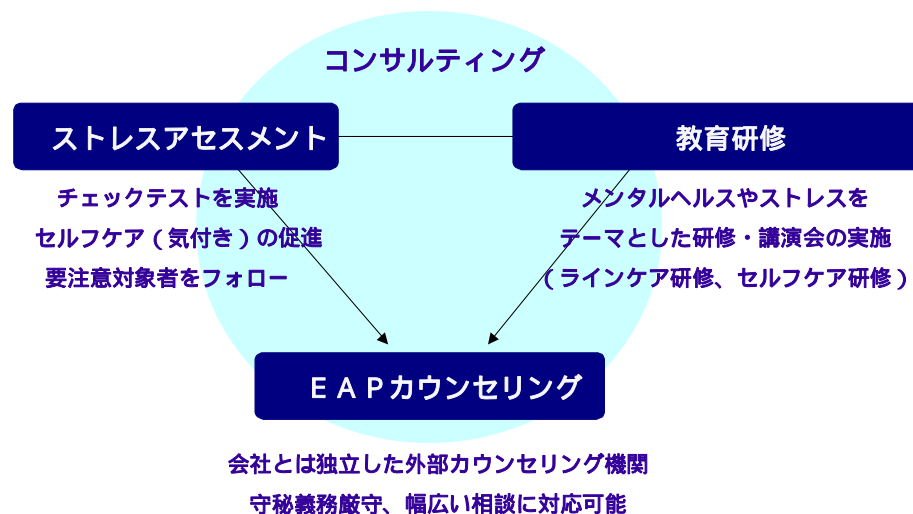 コンサルティング
ストレスアセスメント
教育研修
チェックテストを実施
セルフケア（気付き）の促進
要注意対象者をフォロー
メンタルヘルスやストレスを
テーマとした研修・講演会の実施
（ラインケア研修、セルフケア研修）
ＥＡＰカウンセリング
会社とは独立した外部カウンセリング機関
守秘義務厳守、幅広い相談に対応可能